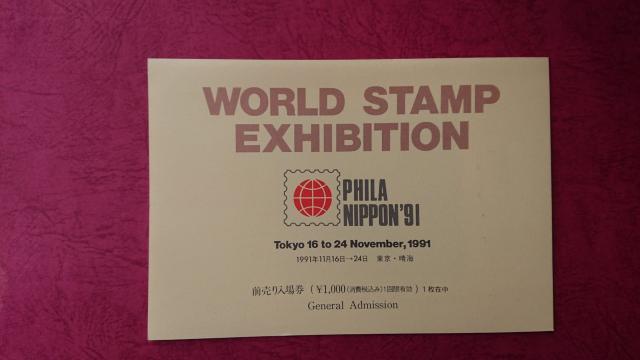 WORLD STAMP
EXHIBITION
PHILA
NIPPON'91
Tokyo 16 to 24 November, 1991
1991年11月16日→24日 東京・晴海
前売り入場券 (¥1,000(消費税込み)1回限有効) 1枚在中
General Admission